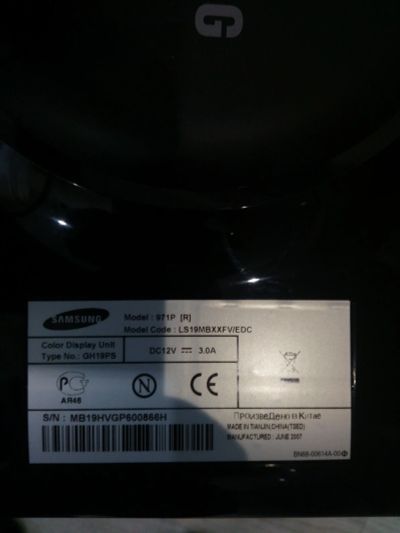 G
SAMSUNG
Model : 971P [R]
Model Code : LS19MBXXFV/EDC
Color Display Unit
Type No.: GH19PS
DC12V 3.0A
РС
AR46
N
CE
S/N : MB19HVGP600866H
ПРОИЗВЕДЕНО В КИТАЕ
MADE IN TIANJIN,CHINA(TSED)
MANUFACTURED : JUNE 2007
BN68-00614A-00